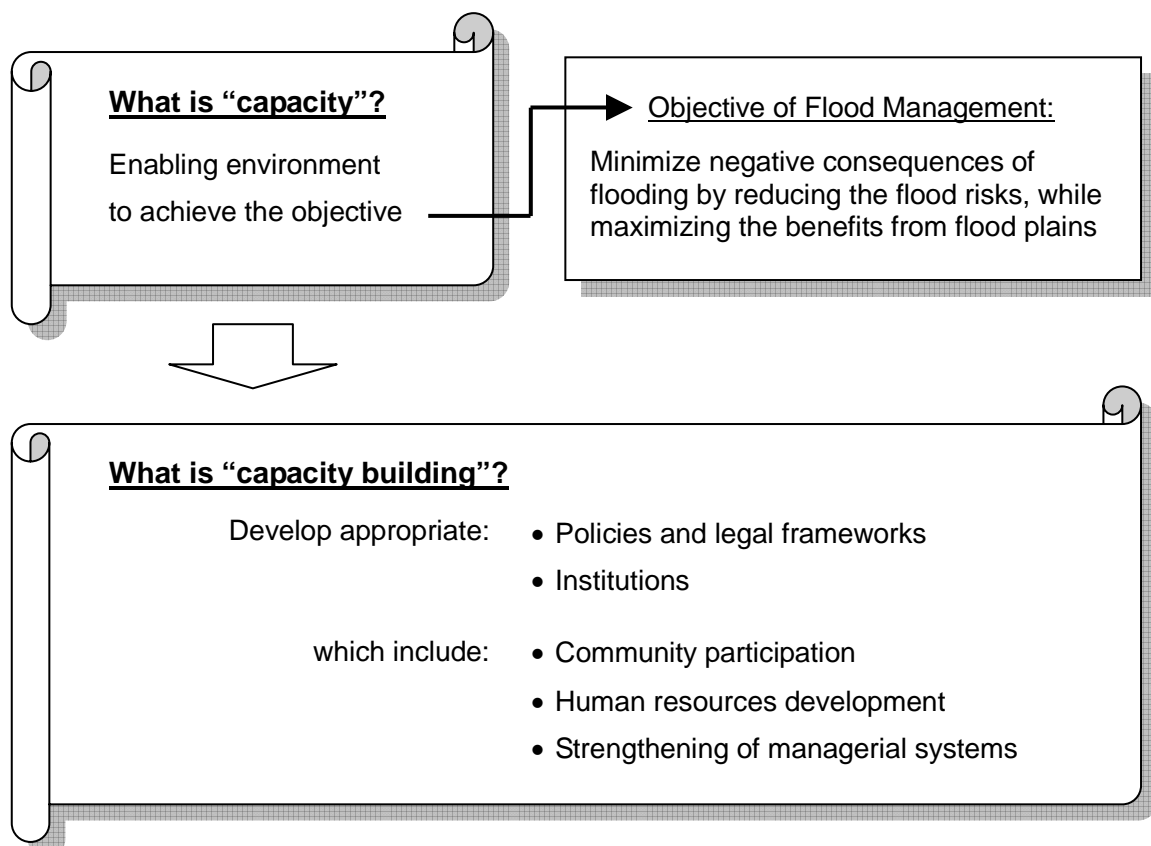 What is “capacity”?
Enabling environment
to achieve the objective
Objective of Flood Management:
Minimize negative consequences of
flooding by reducing the flood risks, while
maximizing the benefits from flood plains
What is “capacity building”?
Develop appropriate: • Policies and legal frameworks
• Institutions
which include: • Community participation
• Human resources development
• Strengthening of managerial systems